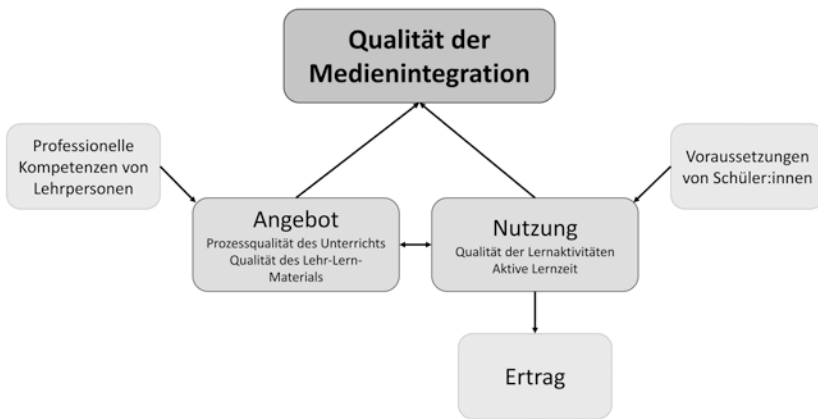 Qualität der
Medienintegration
Professionelle
Kompetenzen von
Lehrpersonen
Voraussetzungen
von Schüler:innen
Angebot
Prozessqualität des Unterrichts
Qualität des Lehr-Lern-
Materials
Nutzung
Qualität der Lernaktivitäten
Aktive Lernzeit
Ertrag